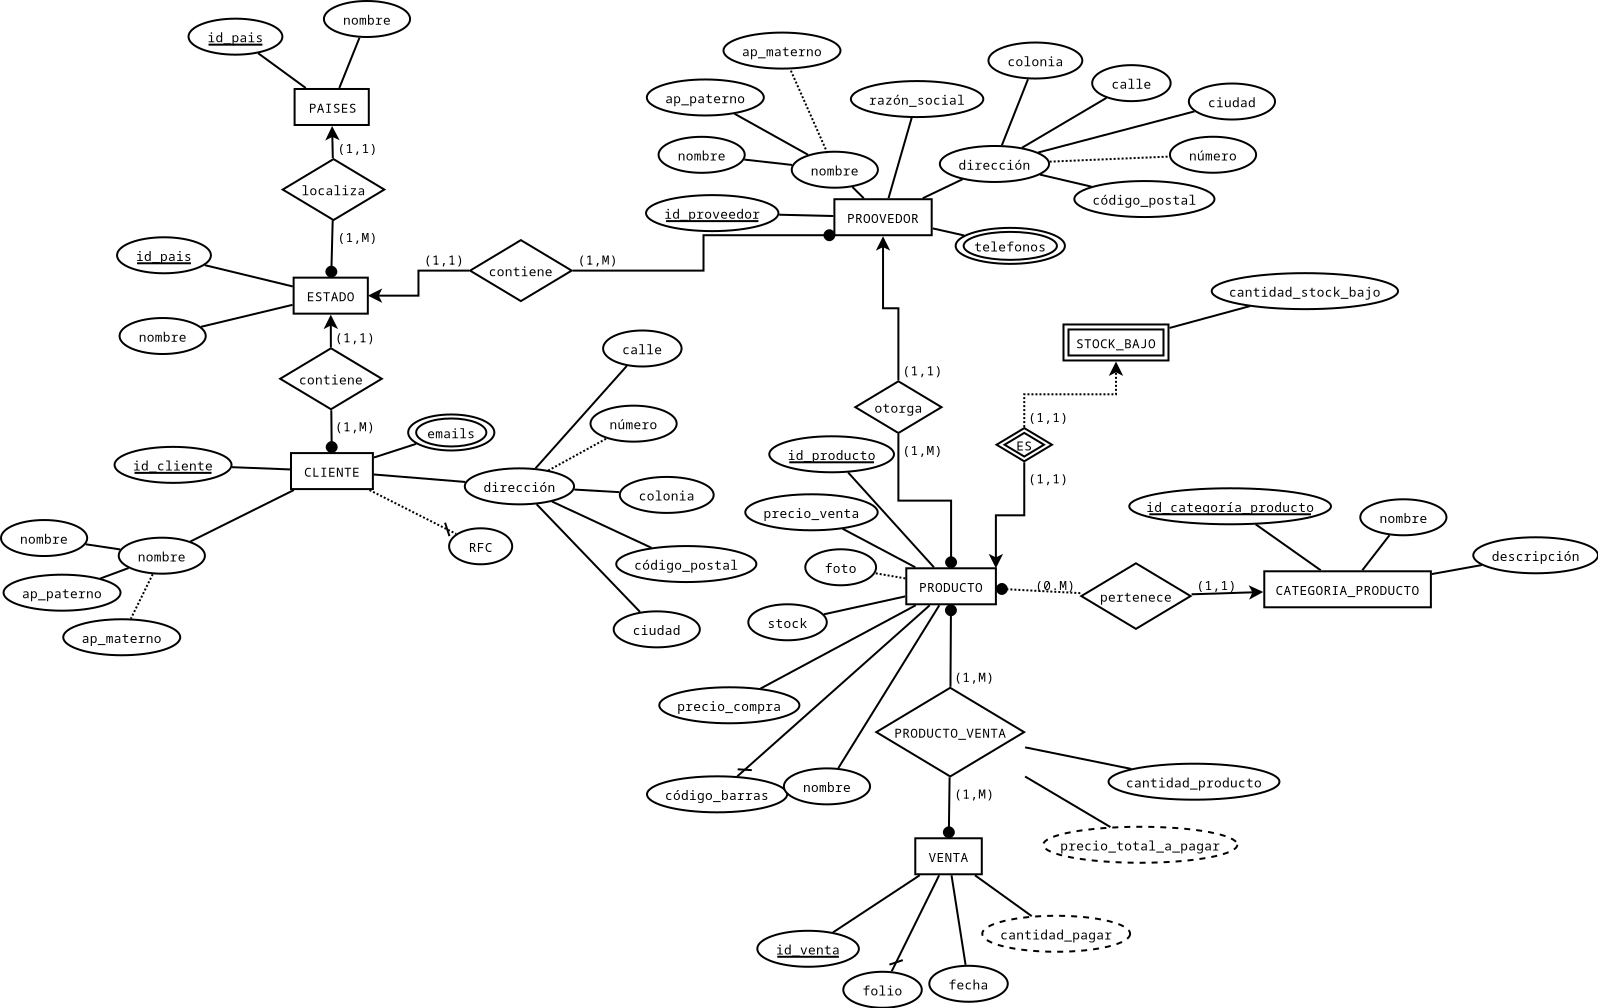 id_pais
nombre
PAISES
(1,1)
localiza
(1,M)
id_pais
nombre
ESTADO
(1,1)
contiene
(1,M)
(1,1)
contiene
(1,M)
id_cliente
CLIENTE
emails
RFC
nombre
nombre
ap_paterno
ap_materno
dirección
calle
número
colonia
código_postal
ciudad
ap_materno
ap_paterno
nombre
nombre
razón_social
id_proveedor
PROOVEDOR
telefonos
dirección
colonia
calle
ciudad
número
código_postal
(1,1)
otorga
(1,M)
cantidad_stock_bajo
STOCK_BAJO
(1,1)
ES
(1,1)
id_producto
precio_venta
foto
stock
PRODUCTO
precio_compra
código_barras
nombre
(0.M)
pertenece
(1,1)
id_categoría_producto
nombre
descripción
CATEGORIA_PRODUCTO
(1,M)
PRODUCTO_VENTA
(1,M)
cantidad_producto
precio_total_a_pagar
VENTA
id_venta
folio
fecha
cantidad_pagar